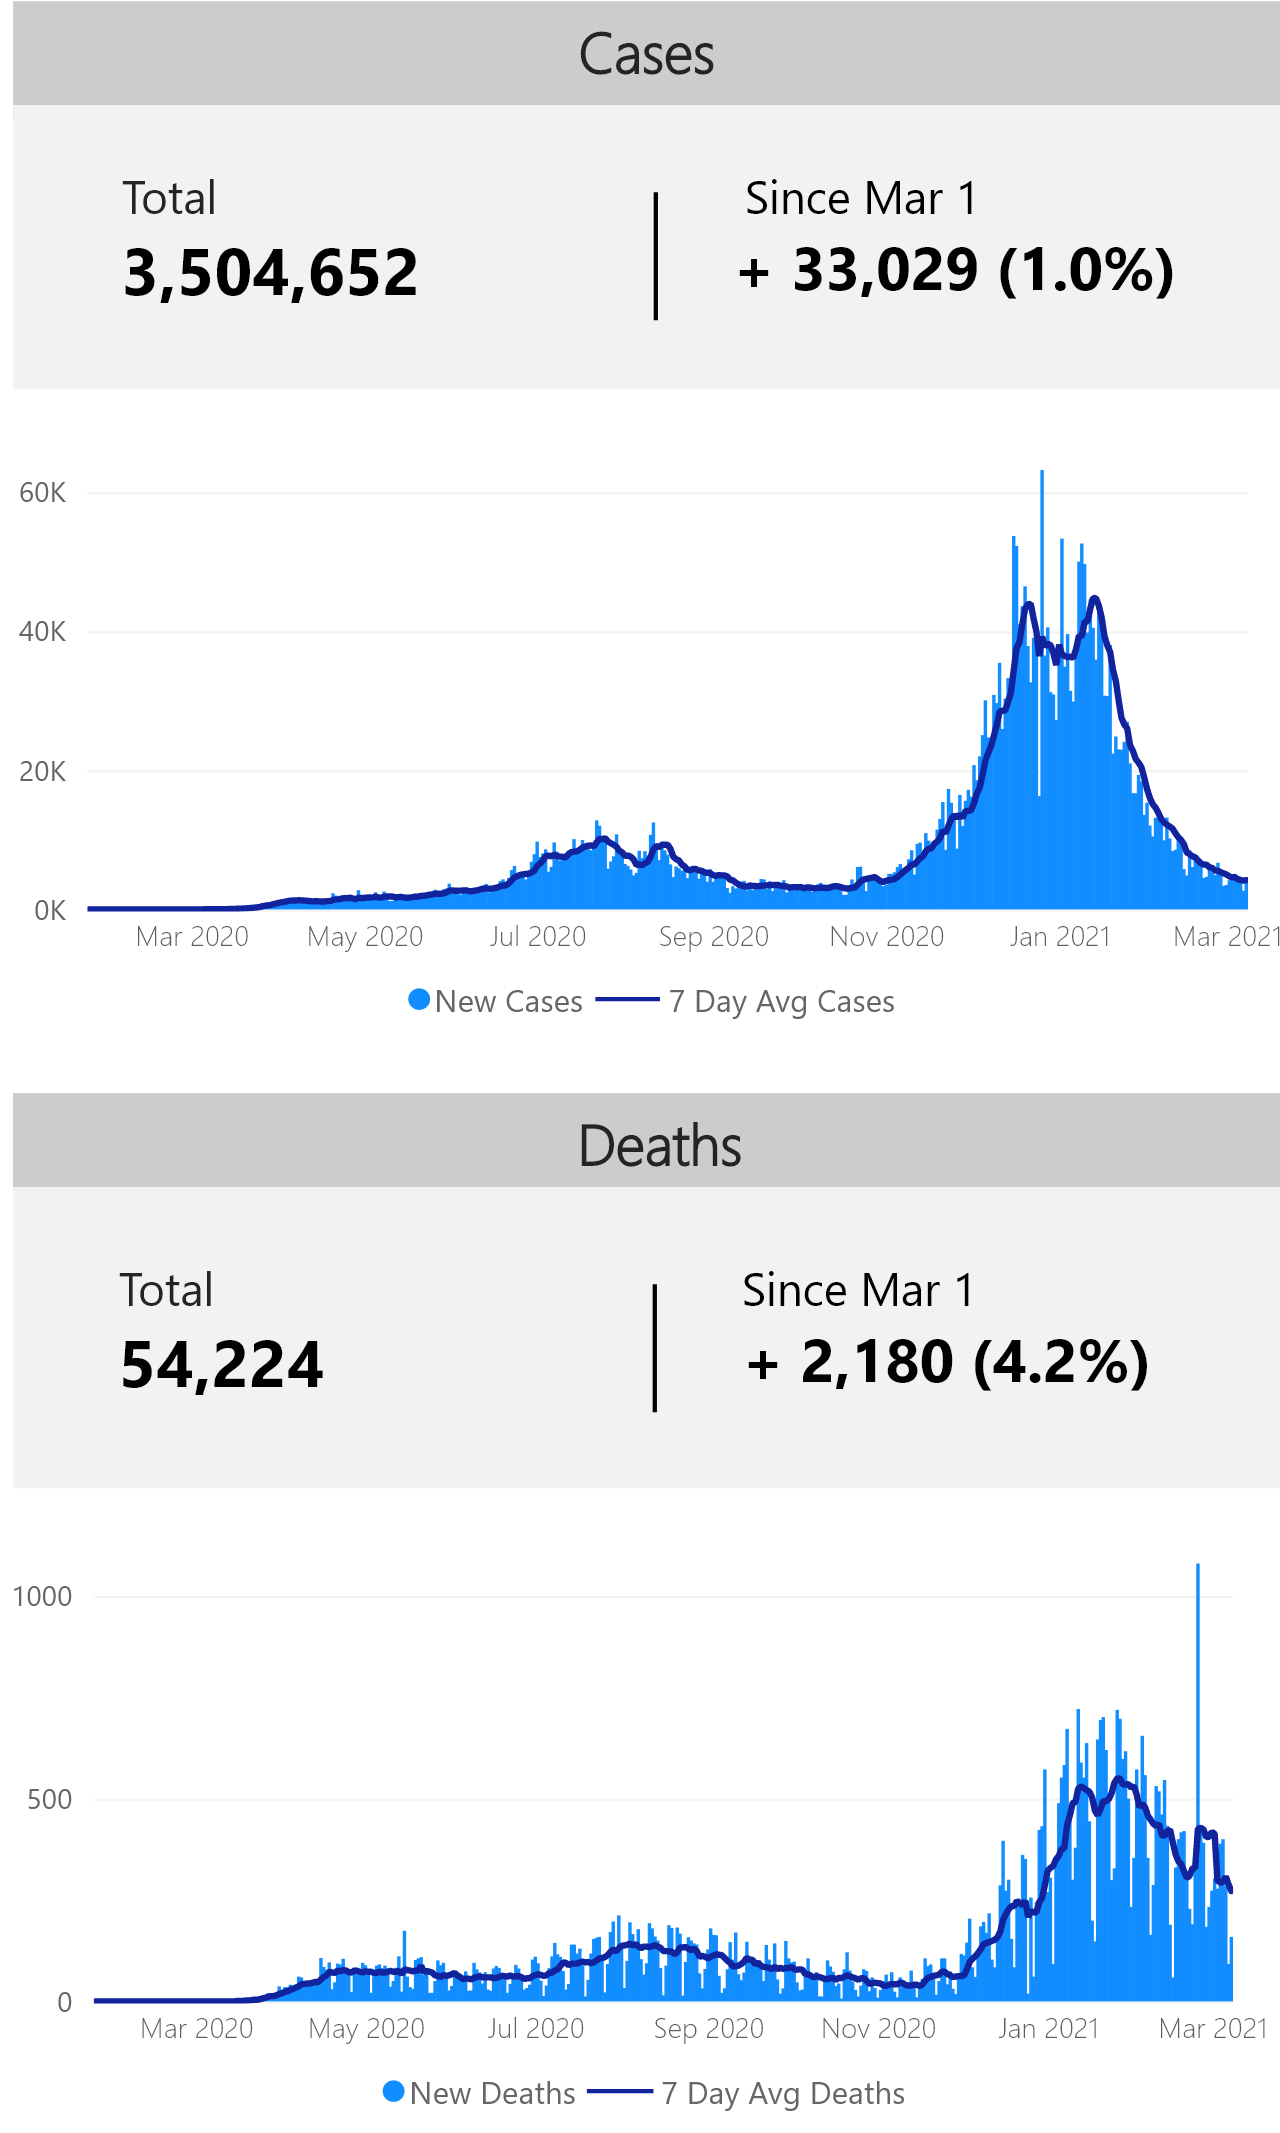 Cases
Total
Since Mar 1
3,504,652
+ 33,029 (1.0%)
60K
40K
20K
0K
Mar 2020 May 2020 Jul 2020 Sep 2020 Nov 2020 Jan 2021 Mar 2021
New Cases 7 Day Avg Cases
Deaths
Total
Since Mar 1
54,224
+ 2,180 (4.2%)
1000
500
0
Mar 2020 May 2020 Jul 2020 Sep 2020 Nov 2020 Jan 2021 Mar 2021
New Deaths 7 Day Avg Deaths